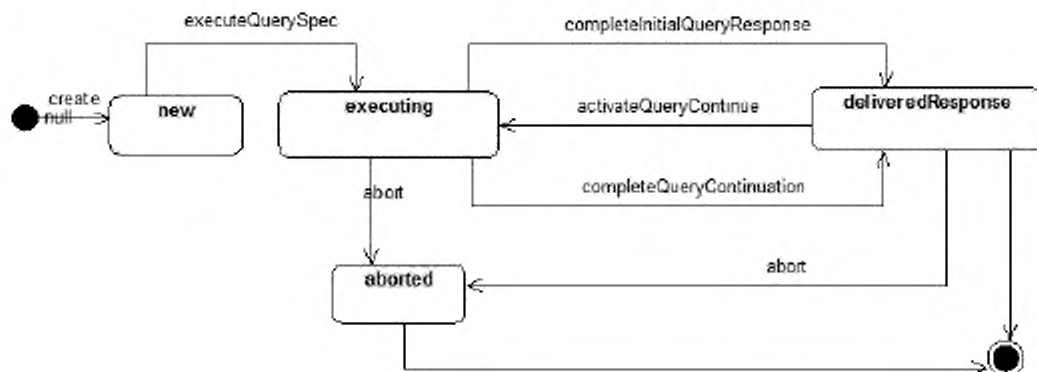 executeQuerySpec
completeInitialQueryResponse
create
null
new
executing
activateQueryContinue
deliveredResponse
abort
completeQueryContinuation
aborted
abort